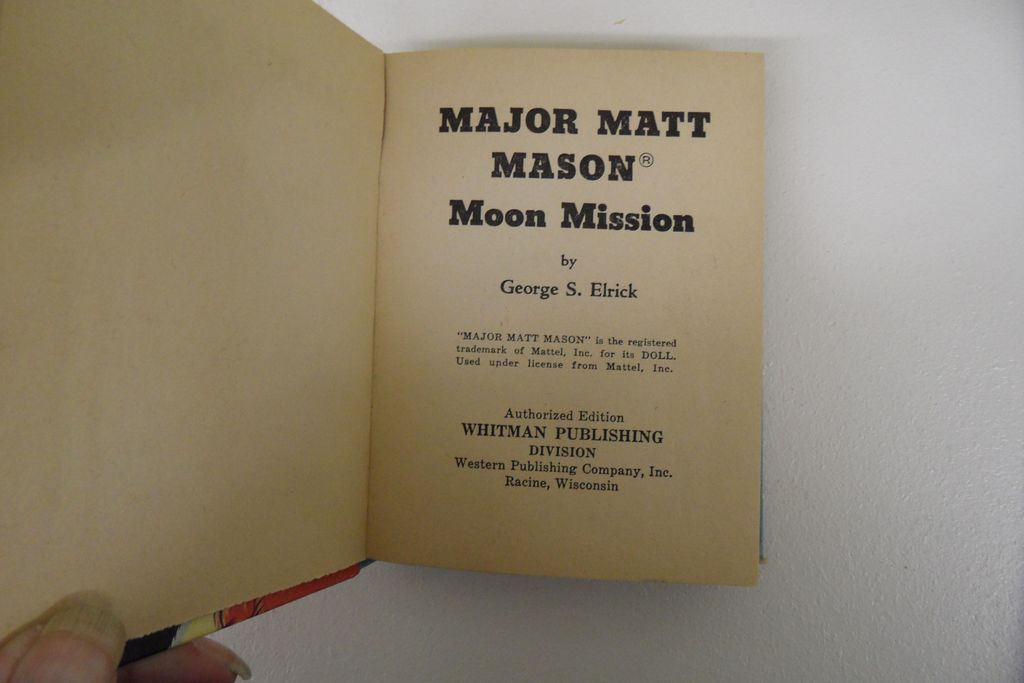 MAJOR MATT
MASON®
Moon Mission
by
George S. Elrick
"MAJOR MATT MASON" is the registered
trademark of Mattel, Inc. for its DOLL.
Used under license from Mattel, Inc.
Authorized Edition
WHITMAN PUBLISHING
DIVISION
Western Publishing Company, Inc.
Racine, Wisconsin